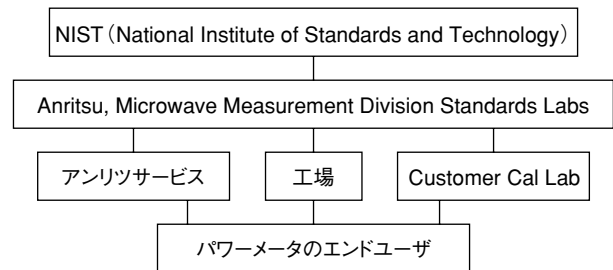 NIST（National Institute of Standards and Technology）
Anritsu, Microwave Measurement Division Standards Labs
アンリツサービス
工場
Customer Cal Lab
パワーメータのエンドユーザ